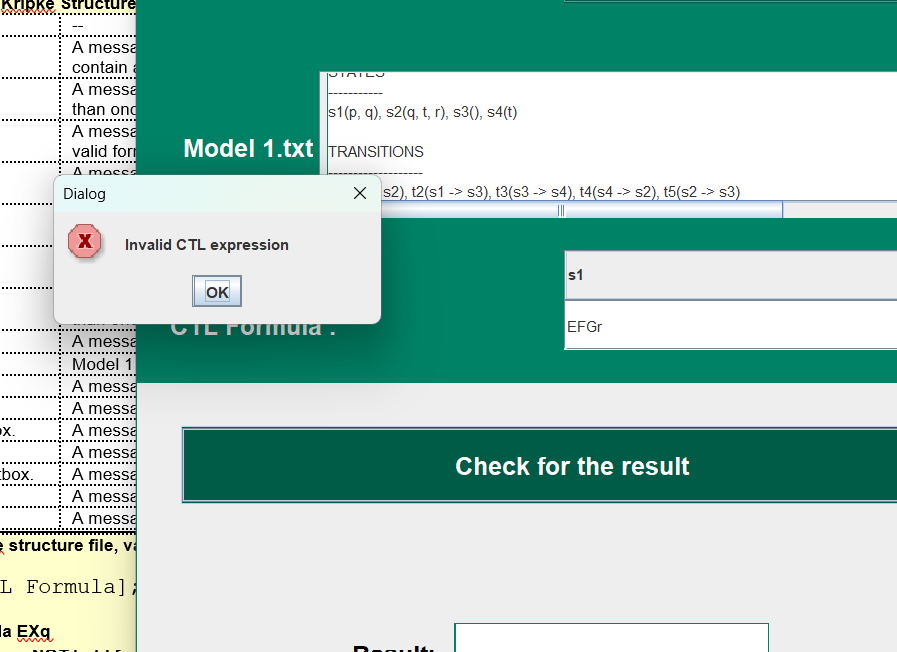 Kripke Structure
--
A messa
contain a
A messa
than onc
A messa
valid forr
A messa
STATES
-----------
s1(p, q), s2(q, t, r), s3(), s4(t)
Model 1.txt
TRANSITIONS
-------------------
s2), t2(s1 -> s3), t3(s3 -> s4), t4(s4 -> s2), t5(s2 -> s3)
Dialog
Invalid CTL expression
OK
s1
CTL Formula :
EFGr
A messa
Model 1
A messa
A messa
ox. A messa
A messa
tbox. A messa
A messa
A messa
Check for the result
e structure file, va
L Formula];
la EXq
Result: